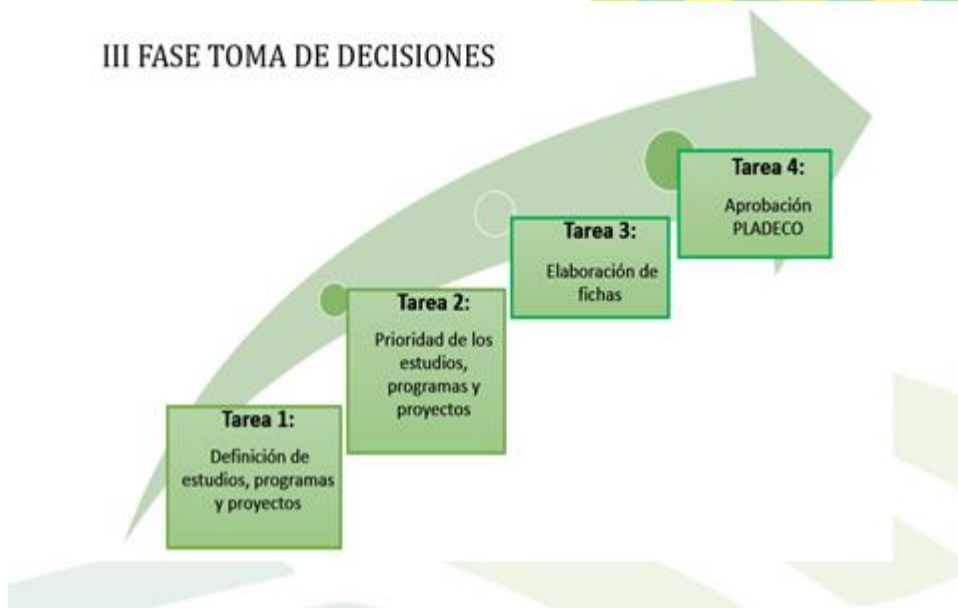 III FASE TOMA DE DECISIONES
Tarea 1:
Definición de
estudios, programas
y proyectos
Tarea 2:
Prioridad de los
estudios,
programas y
proyectos
Tarea 3:
Elaboración de
fichas
Tarea 4:
Aprobación
PLADECO